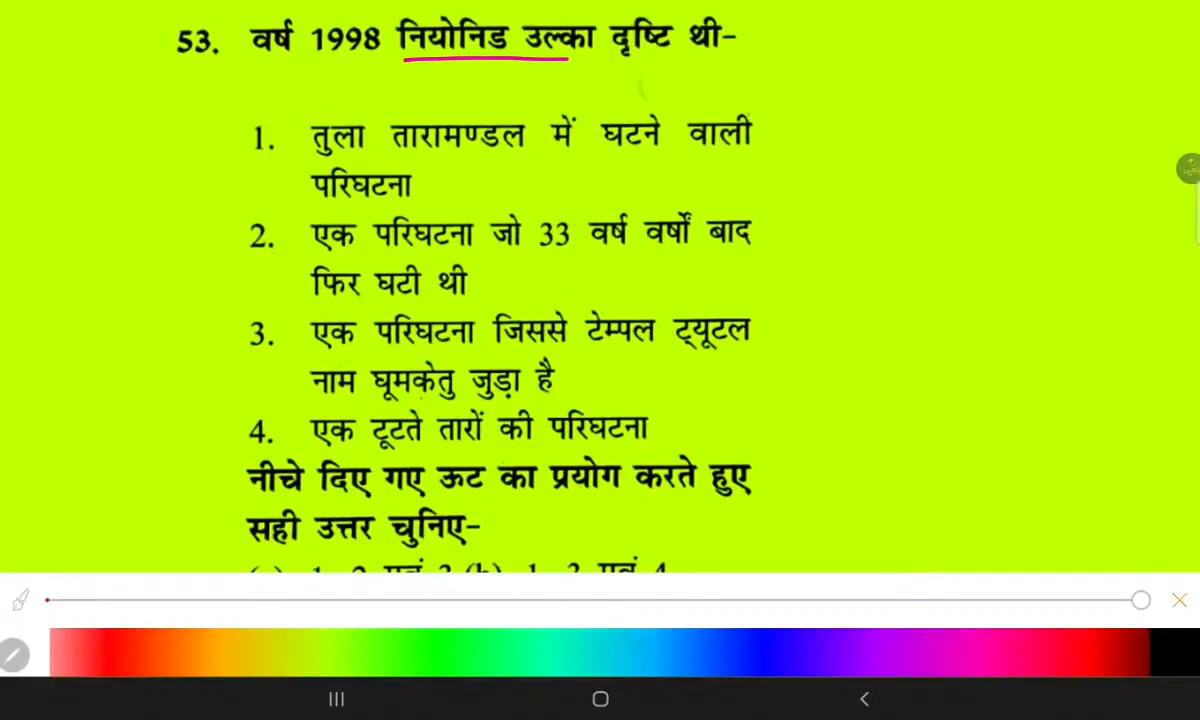 53. वर्ष 1998 नियोनिड उल्का दृष्टि थी-
1. तुला तारामण्डल में घटने वाली
परिघटना
2. एक परिघटना जो 33 वर्ष वर्षों बाद
फिर घटी थी
3. एक परिघटना जिससे टेम्पल ट्यूटल
नाम घूमकेतु जुड़ा है
4. एक टूटते तारों की परिघटना
नीचे दिए गए ऊट का प्रयोग करते हुए
सही उत्तर चुनिए-